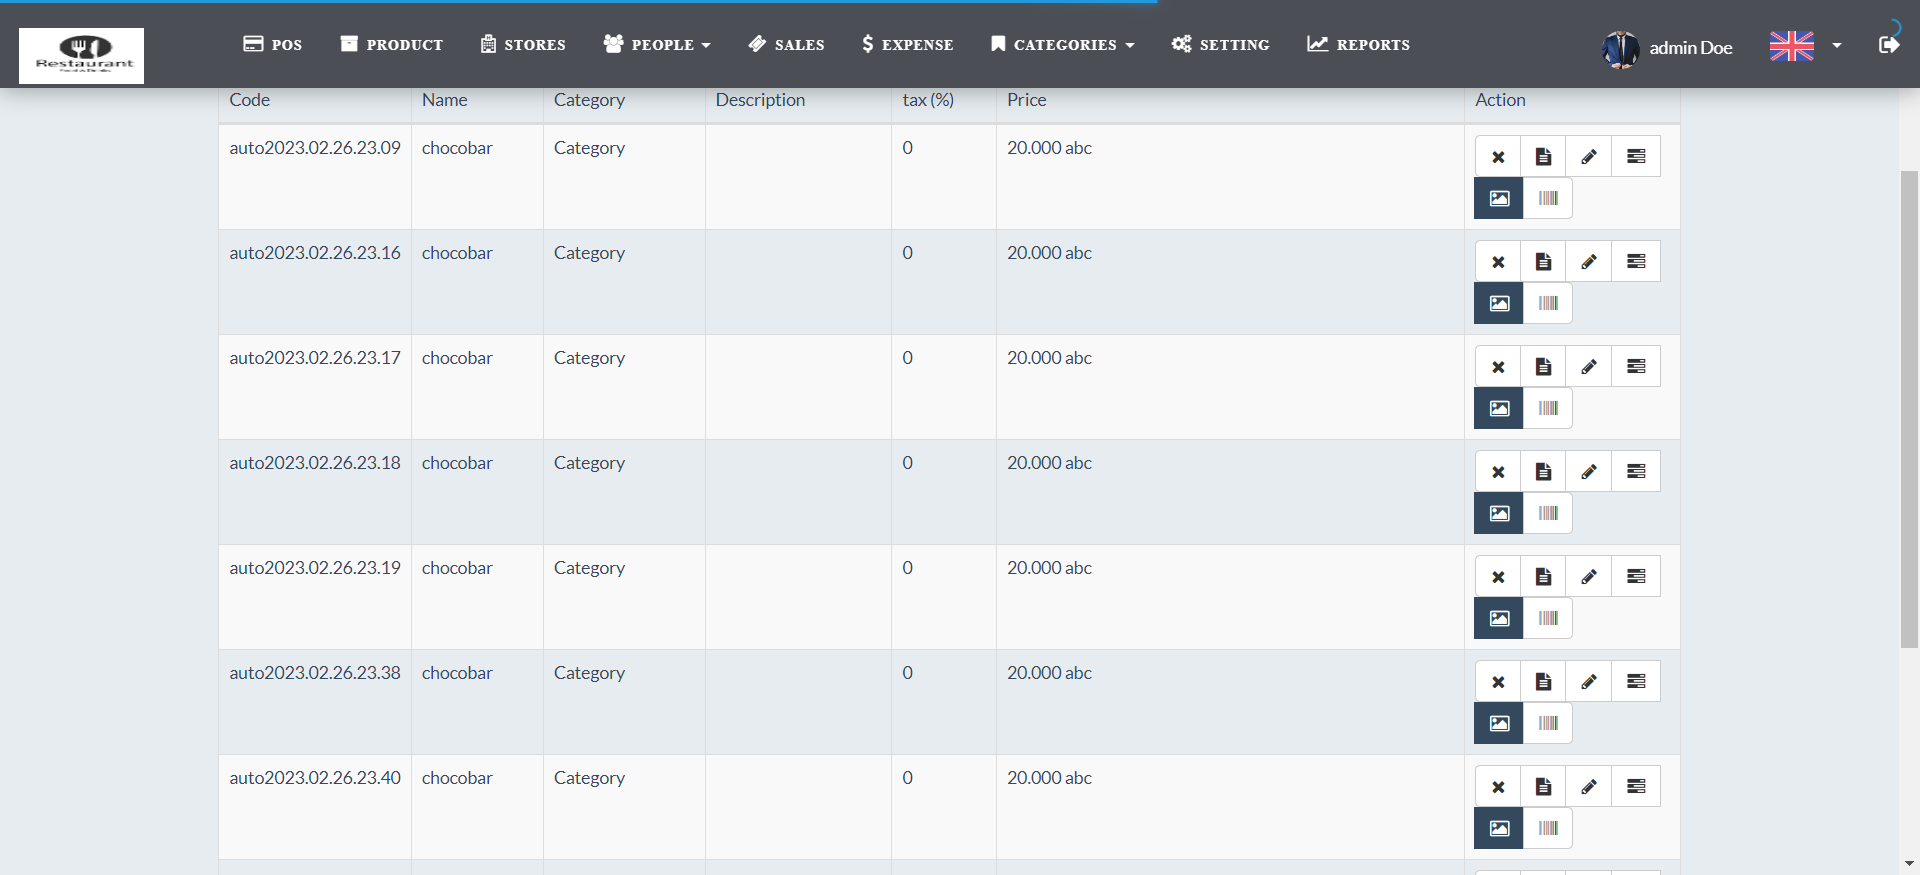 Restaurant
POS PRODUCT STORES PEOPLE SALES EXPENSE CATEGORIES SETTING REPORTS admin Doe
Code Name Category Description tax (%) Price Action
auto2023.02.26.23.09 chocobar Category 0 20.000 abc
auto2023.02.26.23.16 chocobar Category 0 20.000 abc
auto2023.02.26.23.17 chocobar Category 0 20.000 abc
auto2023.02.26.23.18 chocobar Category 0 20.000 abc
auto2023.02.26.23.19 chocobar Category 0 20.000 abc
auto2023.02.26.23.38 chocobar Category 0 20.000 abc
auto2023.02.26.23.40 chocobar Category 0 20.000 abc